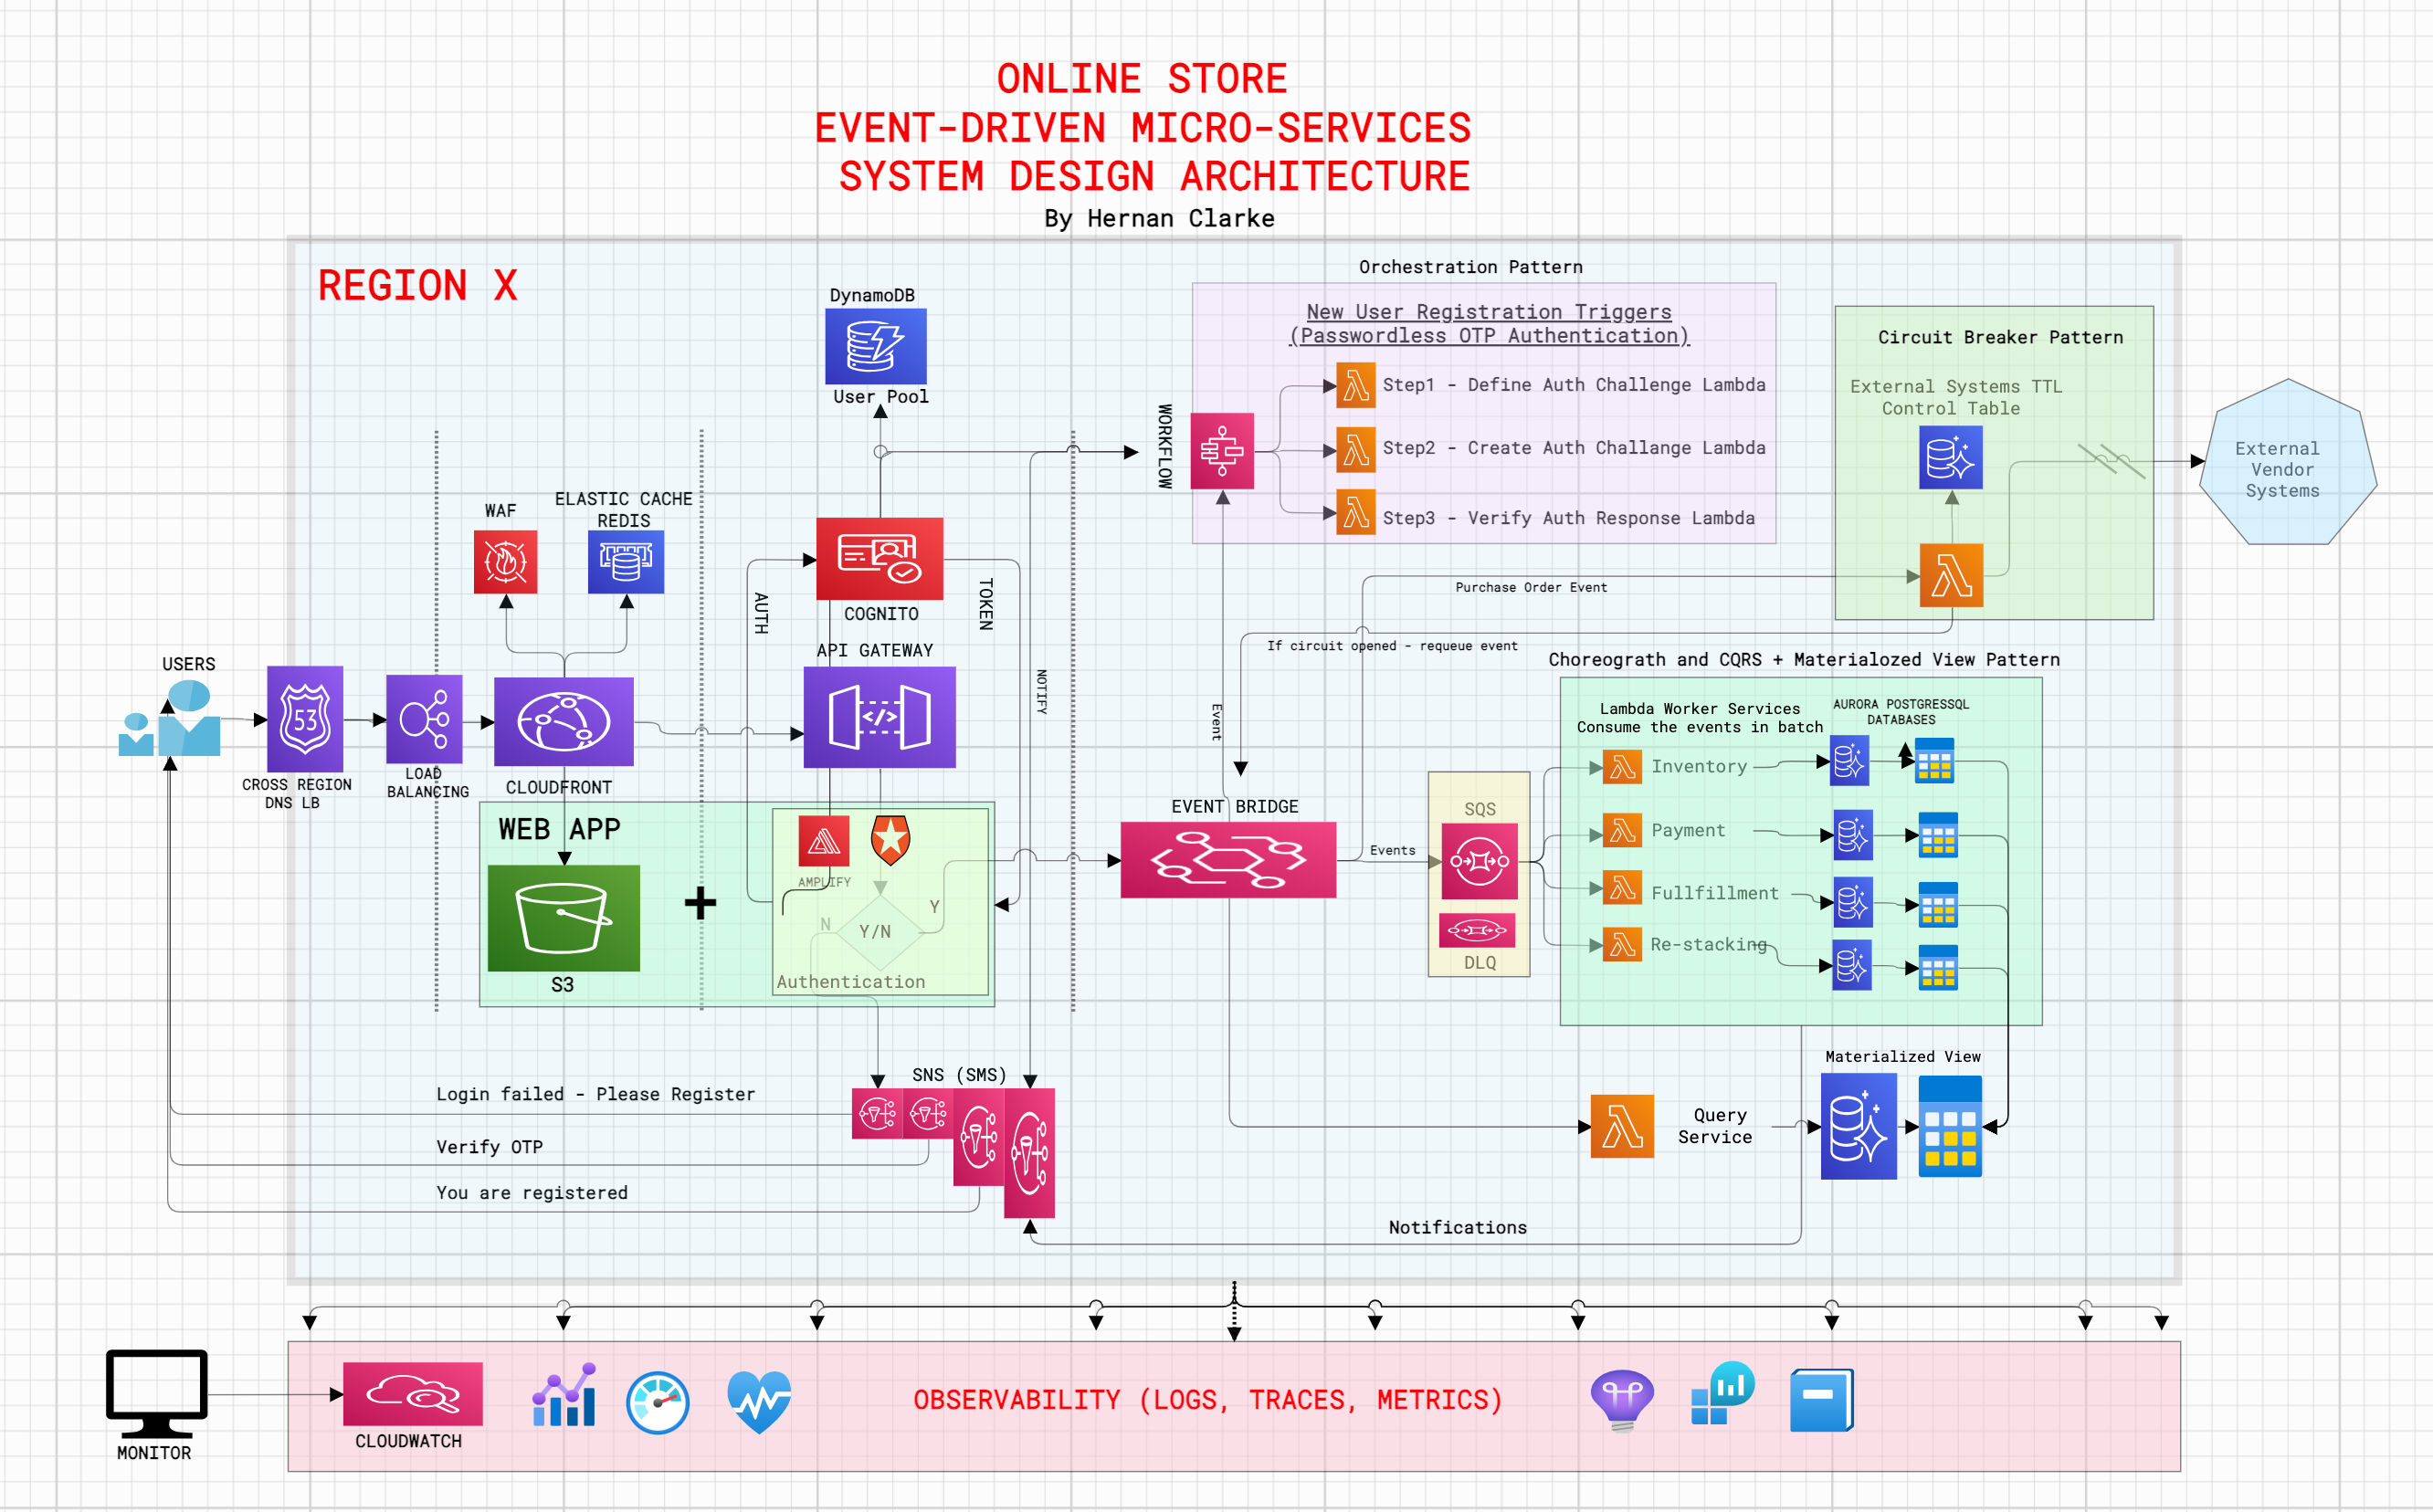 ONLINE STORE
EVENT-DRIVEN MICRO-SERVICES
SYSTEM DESIGN ARCHITECTURE
By Hernan Clarke
REGION X
Orchestration Pattern
New User Registration Triggers
(Passwordless OTP Authentication)
Step1 - Define Auth Challenge Lambda
Step2 - Create Auth Challange Lambda
Step3 - Verify Auth Response Lambda
WORKFLOW
Circuit Breaker Pattern
External Systems TTL
Control Table
External
Vendor
Systems
DynamoDB
User Pool
WAF
ELASTIC CACHE
REDIS
AUTH
COGNITO
TOKEN
NOTIFY
API GATEWAY
Purchase Order Event
If circuit opened - requeue event
Event
USERS
53
CROSS REGION
DNS LB
LOAD
BALANCING
CLOUDFRONT
WEB APP
S3
+
AMPLIFY
N
Y/N
Y
Authentication
EVENT BRIDGE
Events
SQS
DLQ
Choreograth and CQRS + Materialozed View Pattern
Lambda Worker Services
Consume the events in batch
AURORA POSTGRESSQL
DATABASES
Inventory
Payment
Fullfillment
Re-stacking
Materialized View
Query
Service
SNS (SMS)
Login failed - Please Register
Verify OTP
You are registered
Notifications
MONITOR
CLOUDWATCH
OBSERVABILITY (LOGS, TRACES, METRICS)